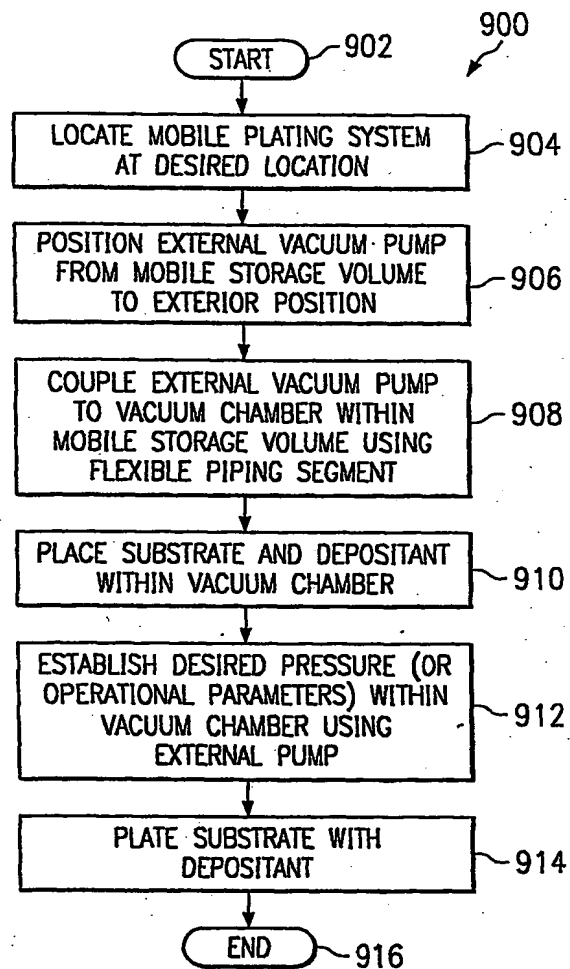 900
START
902
LOCATE MOBILE PLATING SYSTEM
AT DESIRED LOCATION
904
POSITION EXTERNAL VACUUM PUMP
FROM MOBILE STORAGE VOLUME
TO EXTERIOR POSITION
906
COUPLE EXTERNAL VACUUM PUMP
TO VACUUM CHAMBER WITHIN
MOBILE STORAGE VOLUME USING
FLEXIBLE PIPING SEGMENT
908
PLACE SUBSTRATE AND DEPOSITANT
WITHIN VACUUM CHAMBER
910
ESTABLISH DESIRED PRESSURE (OR
OPERATIONAL PARAMETERS) WITHIN
VACUUM CHAMBER USING
EXTERNAL PUMP
912
PLATE SUBSTRATE WITH
DEPOSITANT
914
END
916